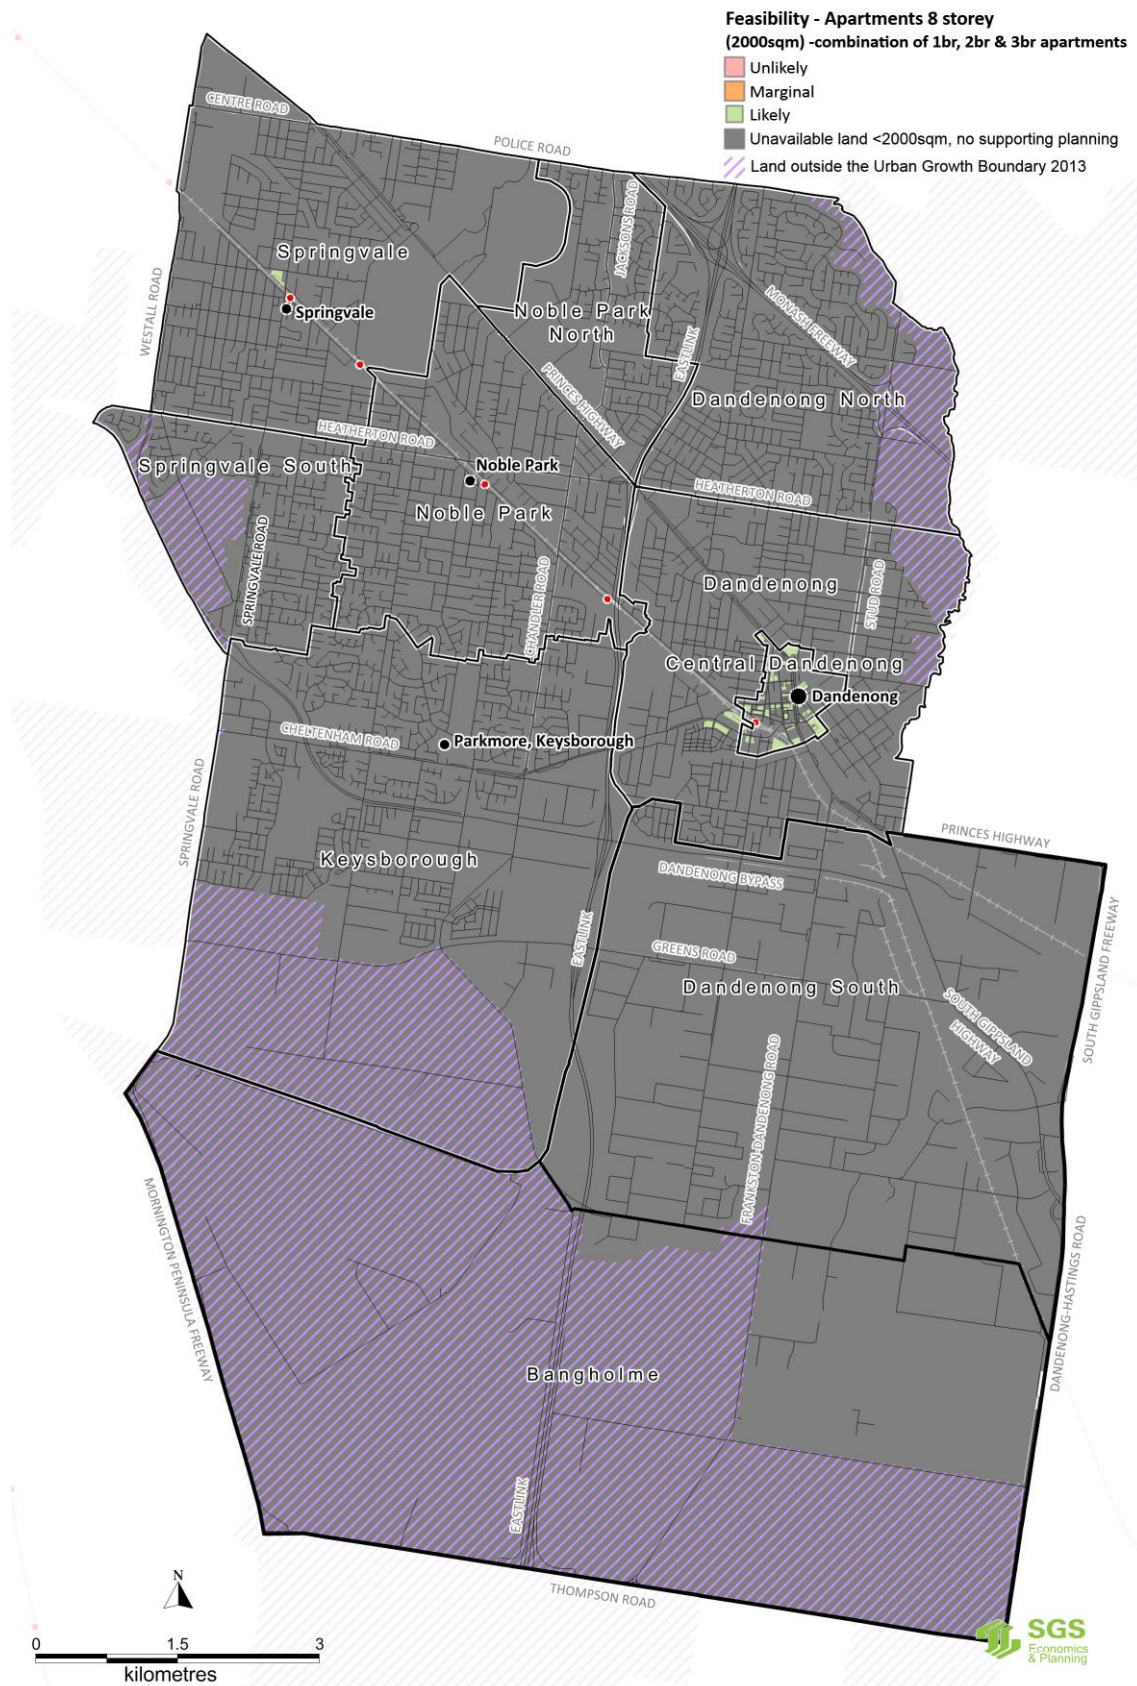 Feasibility - Apartments 8 storey
(2000sqm) -combination of 1br, 2br & 3br apartments
Unlikely
Marginal
Likely
Unavailable land <2000sqm, no supporting planning
Land outside the Urban Growth Boundary 2013
CENTRE ROAD
POLICE ROAD
JACKSONS ROAD
Springvale
WESTALL ROAD
Springvale
Noble Park
North
MONASH FREEWAY
EASTLINK
PRINCES HIGHWAY
Dandenong North
HEATHERTON ROAD
Springvale South
Noble Park
Noble Park
HEATHERTON ROAD
SPRINGVALE ROAD
CHANDLER ROAD
Dandenong
STUD ROAD
Central Dandenong
Dandenong
CHELTENHAM ROAD
Parkmore, Keysborough
SPRINGVALE ROAD
Keysborough
PRINCES HIGHWAY
DANDENONG BYPASS
EASTLINK
GREENS ROAD
Dandenong South
SOUTH GIPPSLAND
HIGHWAY
SOUTH GIPPSLAND FREEWAY
FRANKSTON-DANDENONG ROAD
MORNINGTON PENINSULA FREEWAY
DANDENONG-HASTINGS ROAD
Bangholme
EASTLINK
THOMPSON ROAD
N
0 1.5 3
kilometres
SGS
Economics
& Planning